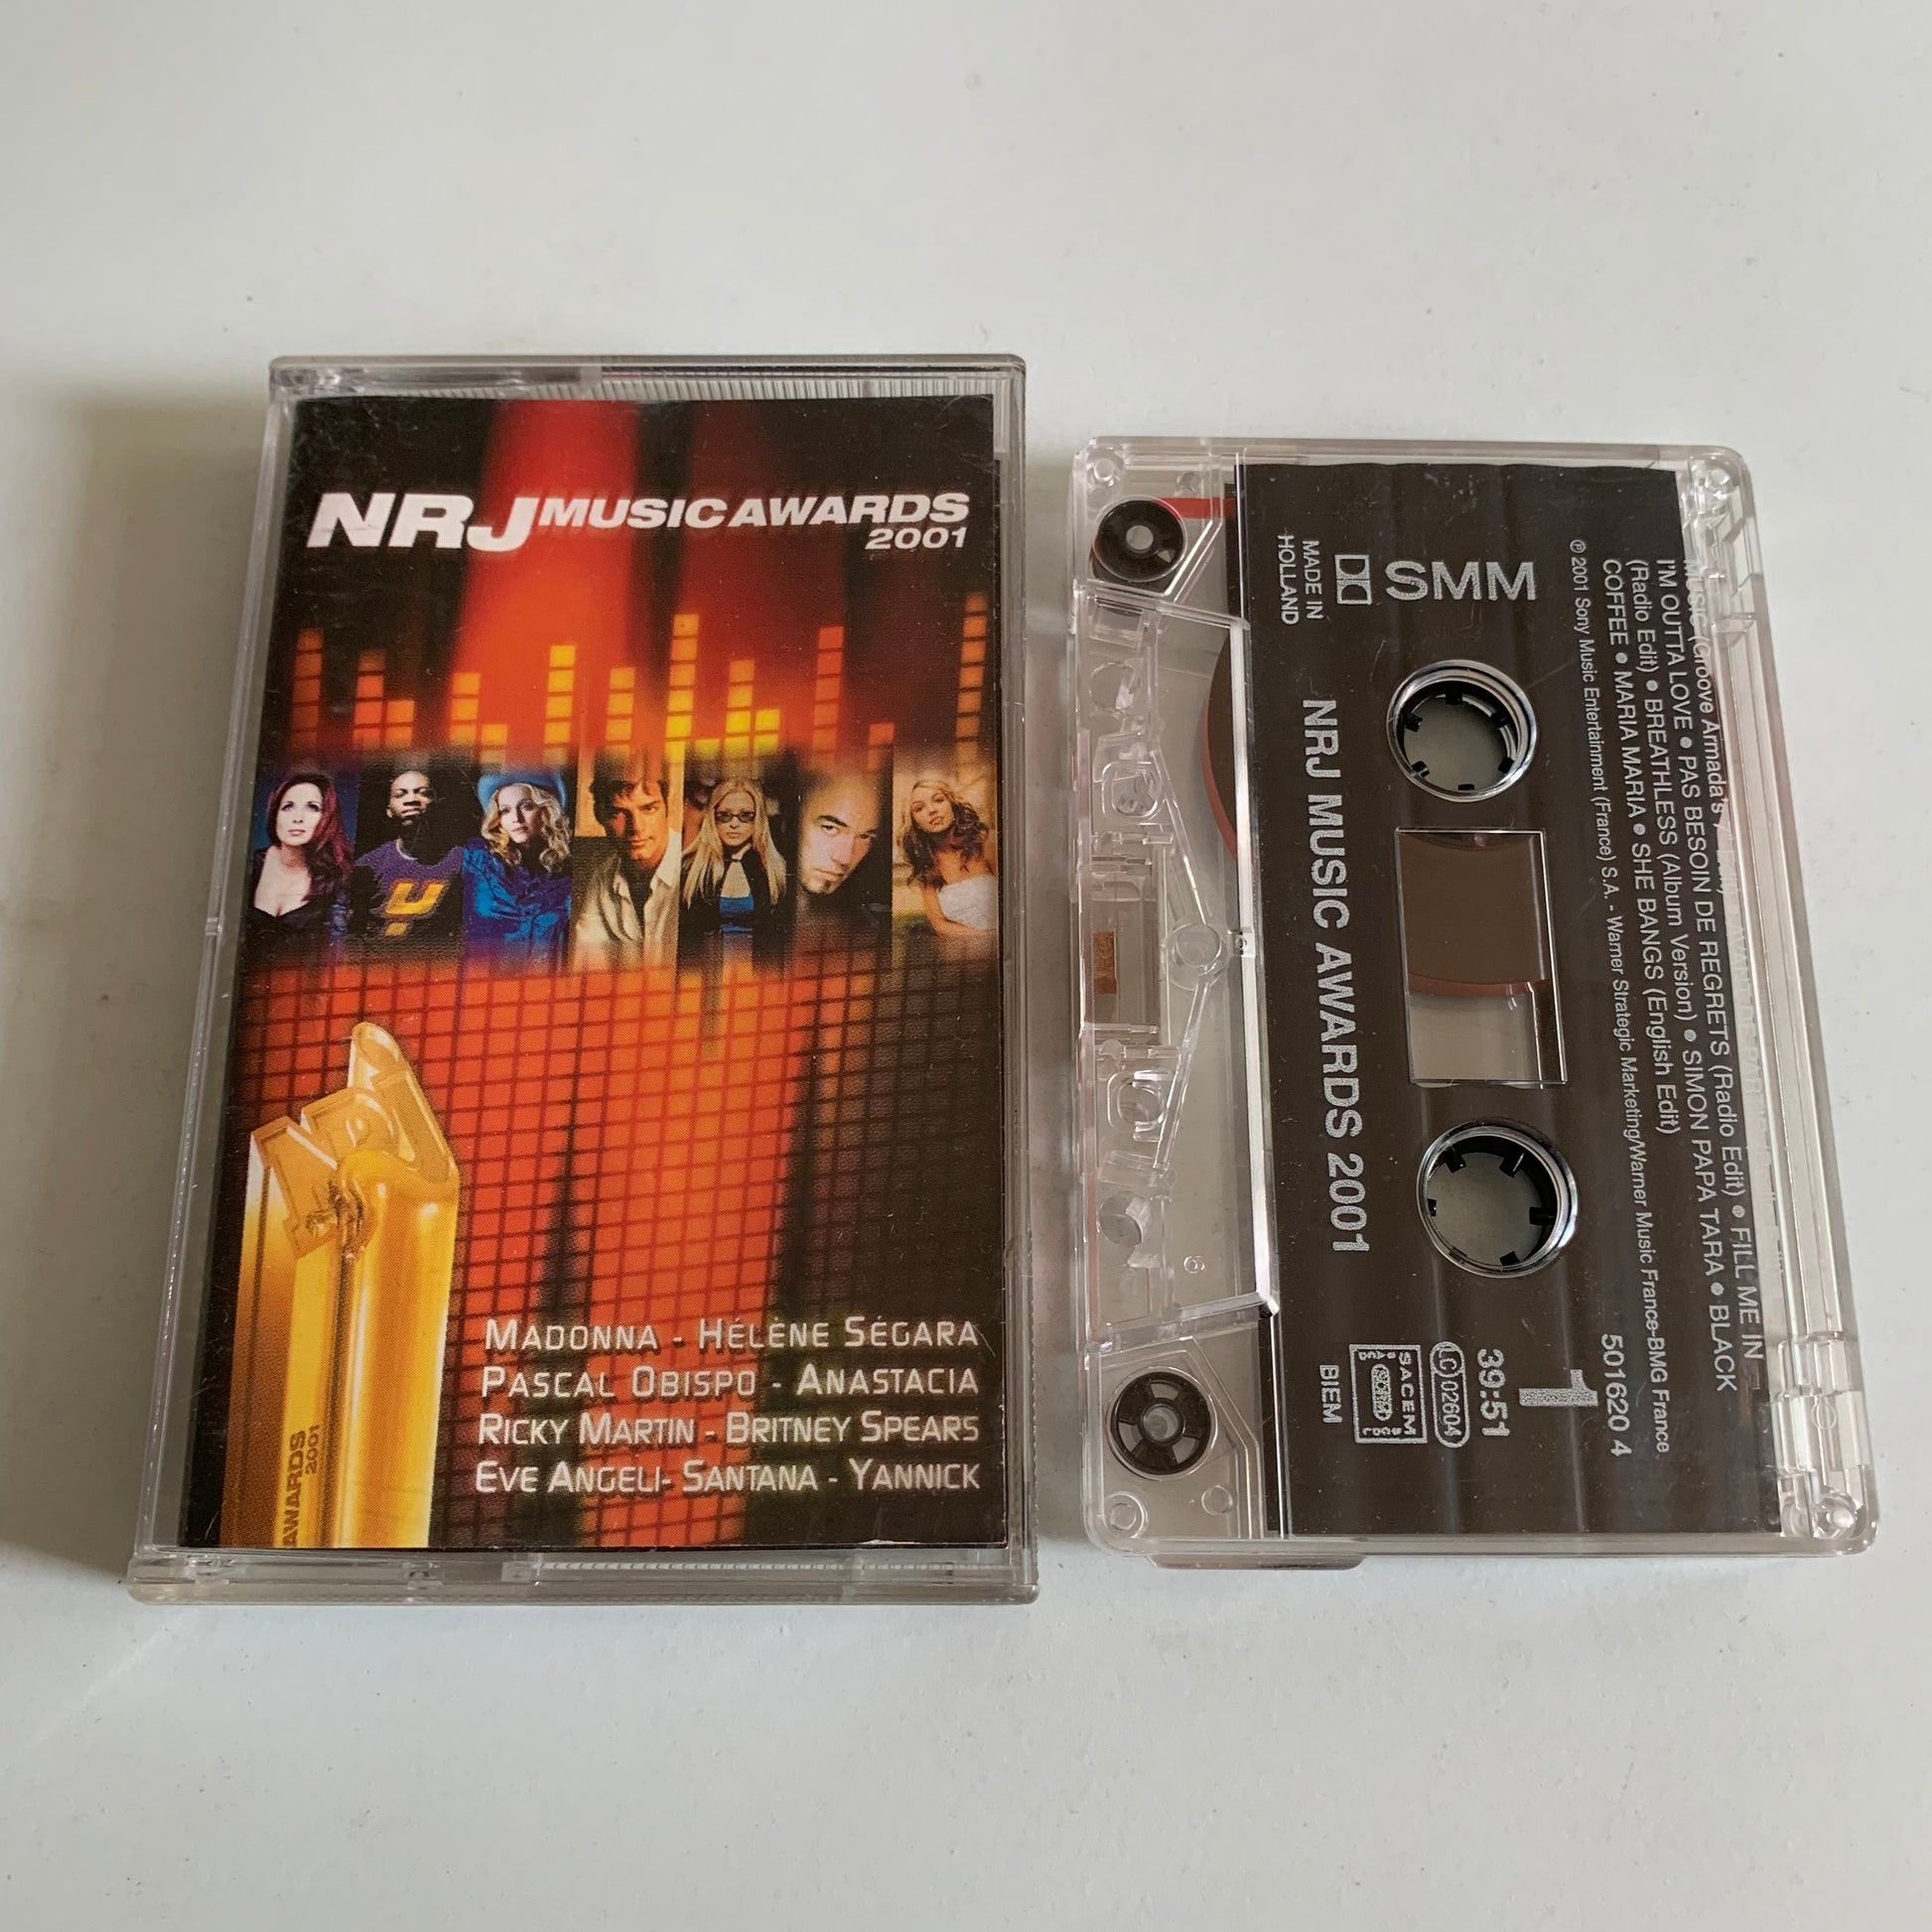 NRJ MUSIC AWARDS
2001
AWARDS
2001
MADONNA - HÉLÈNE SÉGARA
PASCAL OBISPO - ANASTACIA
RICKY MARTIN - BRITNEY SPEARS
EVE ANGELI- SANTANA - YANNICK
MUSIC (Groove Armada's
I'M OUTTA LOVE • PAS BESOIN DE REGRETS (Radio Edit) • FILL ME IN
(Radio Edit) • BREATHLESS (Album Version) • SIMON PAPA TARA • BLACK
COFFEE • MARIA MARIA • SHE BANGS (English Edit)
℗ 2001 Sony Music Entertainment (France) S.A. - Warner Strategic Marketing/Warner Music France-BMG France
501620 4
SMM
1
39:51
LC 02604
SACEM
MADE IN
HOLLAND
NRJ MUSIC AWARDS 2001
BIEM